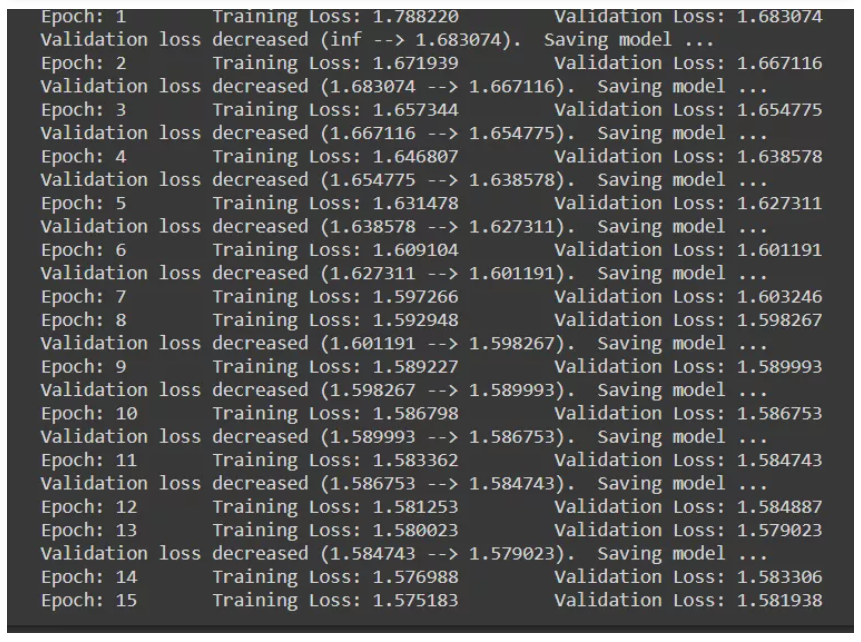 Epoch: 1 Training Loss: 1.788220 Validation Loss: 1.683074
Validation loss decreased (inf --> 1.683074). Saving model ...
Epoch: 2 Training Loss: 1.671939 Validation Loss: 1.667116
Validation loss decreased (1.683074 --> 1.667116). Saving model ...
Epoch: 3 Training Loss: 1.657344 Validation Loss: 1.654775
Validation loss decreased (1.667116 --> 1.654775). Saving model ...
Epoch: 4 Training Loss: 1.646807 Validation Loss: 1.638578
Validation loss decreased (1.654775 --> 1.638578). Saving model ...
Epoch: 5 Training Loss: 1.631478 Validation Loss: 1.627311
Validation loss decreased (1.638578 --> 1.627311). Saving model ...
Epoch: 6 Training Loss: 1.609104 Validation Loss: 1.601191
Validation loss decreased (1.627311 --> 1.601191). Saving model ...
Epoch: 7 Training Loss: 1.597266 Validation Loss: 1.603246
Epoch: 8 Training Loss: 1.592948 Validation Loss: 1.598267
Validation loss decreased (1.601191 --> 1.598267). Saving model ...
Epoch: 9 Training Loss: 1.589227 Validation Loss: 1.589993
Validation loss decreased (1.598267 --> 1.589993). Saving model ...
Epoch: 10 Training Loss: 1.586798 Validation Loss: 1.586753
Validation loss decreased (1.589993 --> 1.586753). Saving model ...
Epoch: 11 Training Loss: 1.583362 Validation Loss: 1.584743
Validation loss decreased (1.586753 --> 1.584743). Saving model ...
Epoch: 12 Training Loss: 1.581253 Validation Loss: 1.584887
Epoch: 13 Training Loss: 1.580023 Validation Loss: 1.579023
Validation loss decreased (1.584743 --> 1.579023). Saving model ...
Epoch: 14 Training Loss: 1.576988 Validation Loss: 1.583306
Epoch: 15 Training Loss: 1.575183 Validation Loss: 1.581938